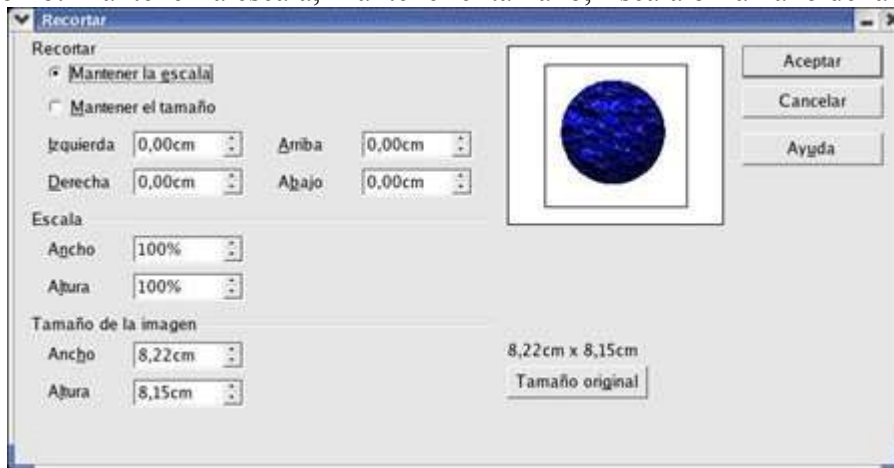 Recortar
Recortar
Mantener la escala
Mantener el tamaño
Izquierda 0,00cm Arriba 0,00cm
Derecha 0,00cm Abajo 0,00cm
Escala
Ancho 100%
Altura 100%
Tamaño de la imagen
Ancho 8,22cm
Altura 8,15cm
Aceptar
Cancelar
Ayuda
8,22cm x 8,15cm
Tamaño original